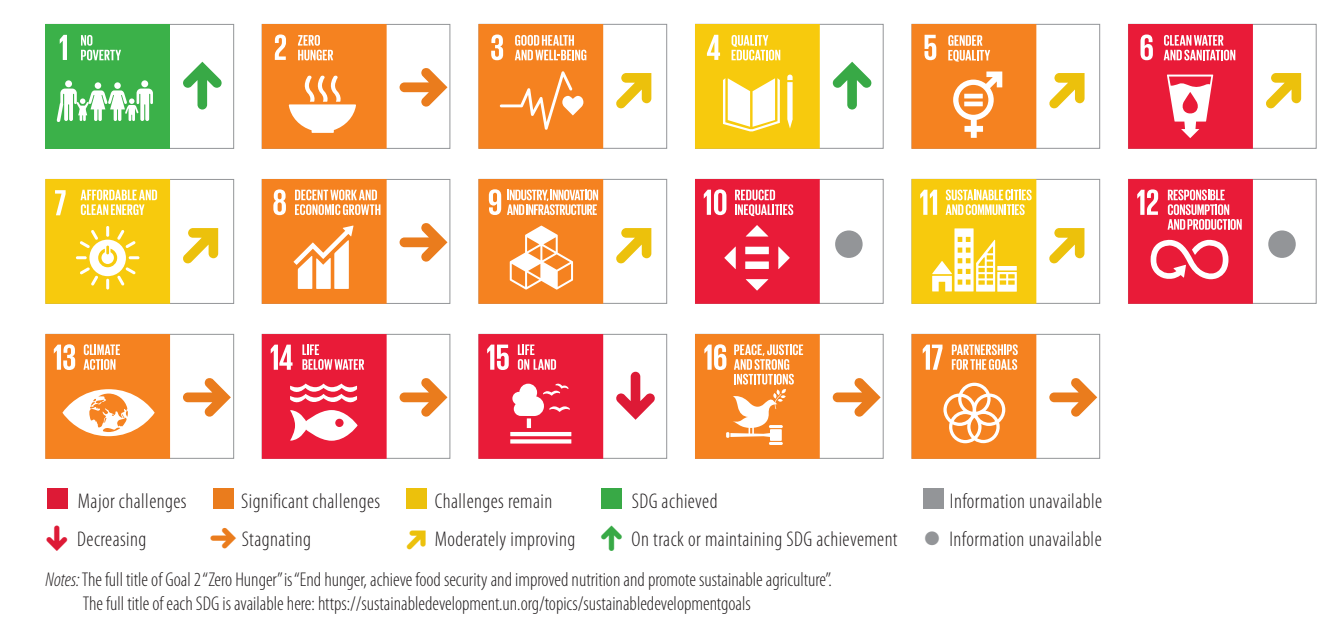 1 NO
POVERTY
2 ZERO
HUNGER
3 GOOD HEALTH
AND WELL-BEING
4 QUALITY
EDUCATION
5 GENDER
EQUALITY
6 CLEAN WATER
AND SANITATION
7 AFFORDABLE AND
CLEAN ENERGY
8 DECENT WORK AND
ECONOMIC GROWTH
9 INDUSTRY, INNOVATION
AND INFRASTRUCTURE
10 REDUCED
INEQUALITIES
11 SUSTAINABLE CITIES
AND COMMUNITIES
12 RESPONSIBLE
CONSUMPTION
AND PRODUCTION
13 CLIMATE
ACTION
14 LIFE
BELOW WATER
15 LIFE
ON LAND
16 PEACE, JUSTICE
AND STRONG
INSTITUTIONS
17 PARTNERSHIPS
FOR THE GOALS
Major challenges Significant challenges Challenges remain SDG achieved Information unavailable
Decreasing Stagnating Moderately improving On track or maintaining SDG achievement Information unavailable
Notes: The full title of Goal 2 “Zero Hunger” is “End hunger, achieve food security and improved nutrition and promote sustainable agriculture”.
The full title of each SDG is available here: https://sustainabledevelopment.un.org/topics/sustainabledevelopmentgoals